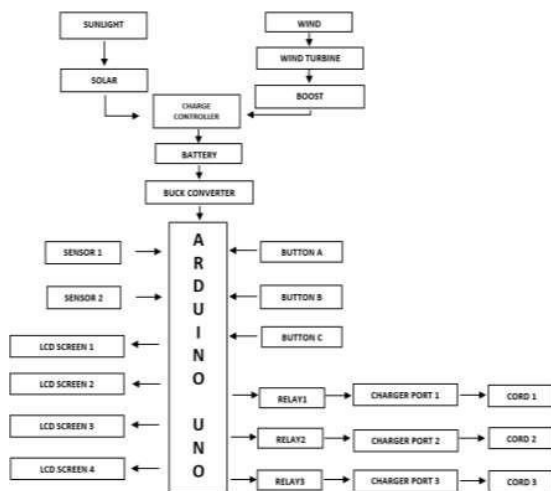 SUNLIGHT
WIND
SOLAR
WIND TURBINE
BOOST
CHARGE
CONTROLLER
BATTERY
BUCK CONVERTER
ARDUINO UNO
SENSOR 1
BUTTON A
SENSOR 2
BUTTON B
BUTTON C
LCD SCREEN 1
LCD SCREEN 2
RELAY1
CHARGER PORT 1
CORD 1
LCD SCREEN 3
RELAY2
CHARGER PORT 2
CORD 2
LCD SCREEN 4
RELAY3
CHARGER PORT 3
CORD 3